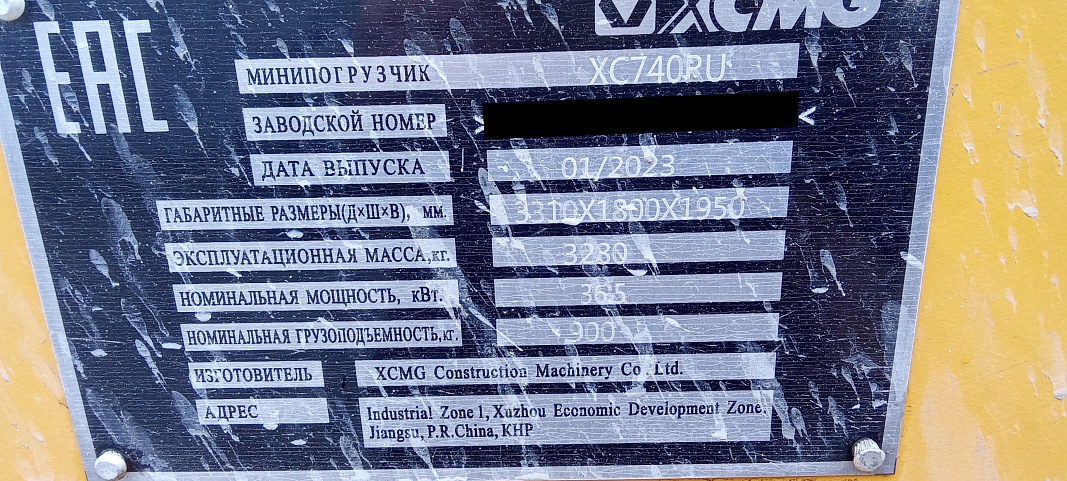 XCMG
EAC
МИНИПОГРУЗЧИК XC740RU
ЗАВОДСКОЙ НОМЕР > <
ДАТА ВЫПУСКА 01/2023
ГАБАРИТНЫЕ РАЗМЕРЫ(Д×Ш×В), мм. 3310X1800X1950
ЭКСПЛУАТАЦИОННАЯ МАССА,кг. 3230
НОМИНАЛЬНАЯ МОЩНОСТЬ, кВт. 36.5
НОМИНАЛЬНАЯ ГРУЗОПОДЪЕМНОСТЬ,кг. 900
ИЗГОТОВИТЕЛЬ XCMG Construction Machinery Co.Ltd.
АДРЕС Industrial Zone 1, Xuzhou Economic Development Zone,
Jiangsu, P.R.China, КНР